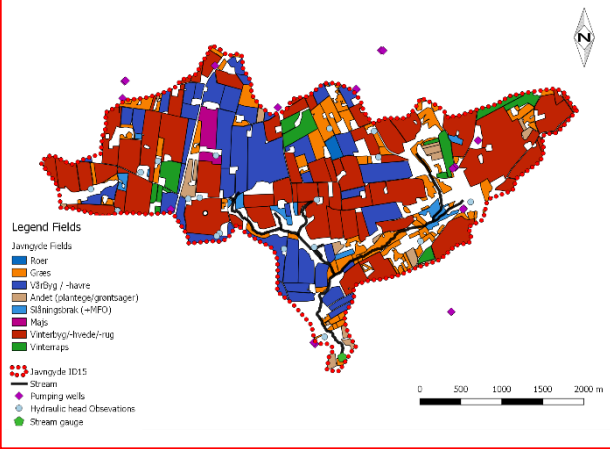 N
Legend Fields
Javngyde Fields
Roer
Græs
Vårbyg / -havre
Andet (plantege/grøntsager)
Slåningsbrak (+MFO)
Majs
Vinterbyg/-hvede/-rug
Vinterraps
Javngyde ID15
Stream
Pumping wells
Hydraulic head Obsevations
Stream gauge
0 500 1000 1500 2000 m